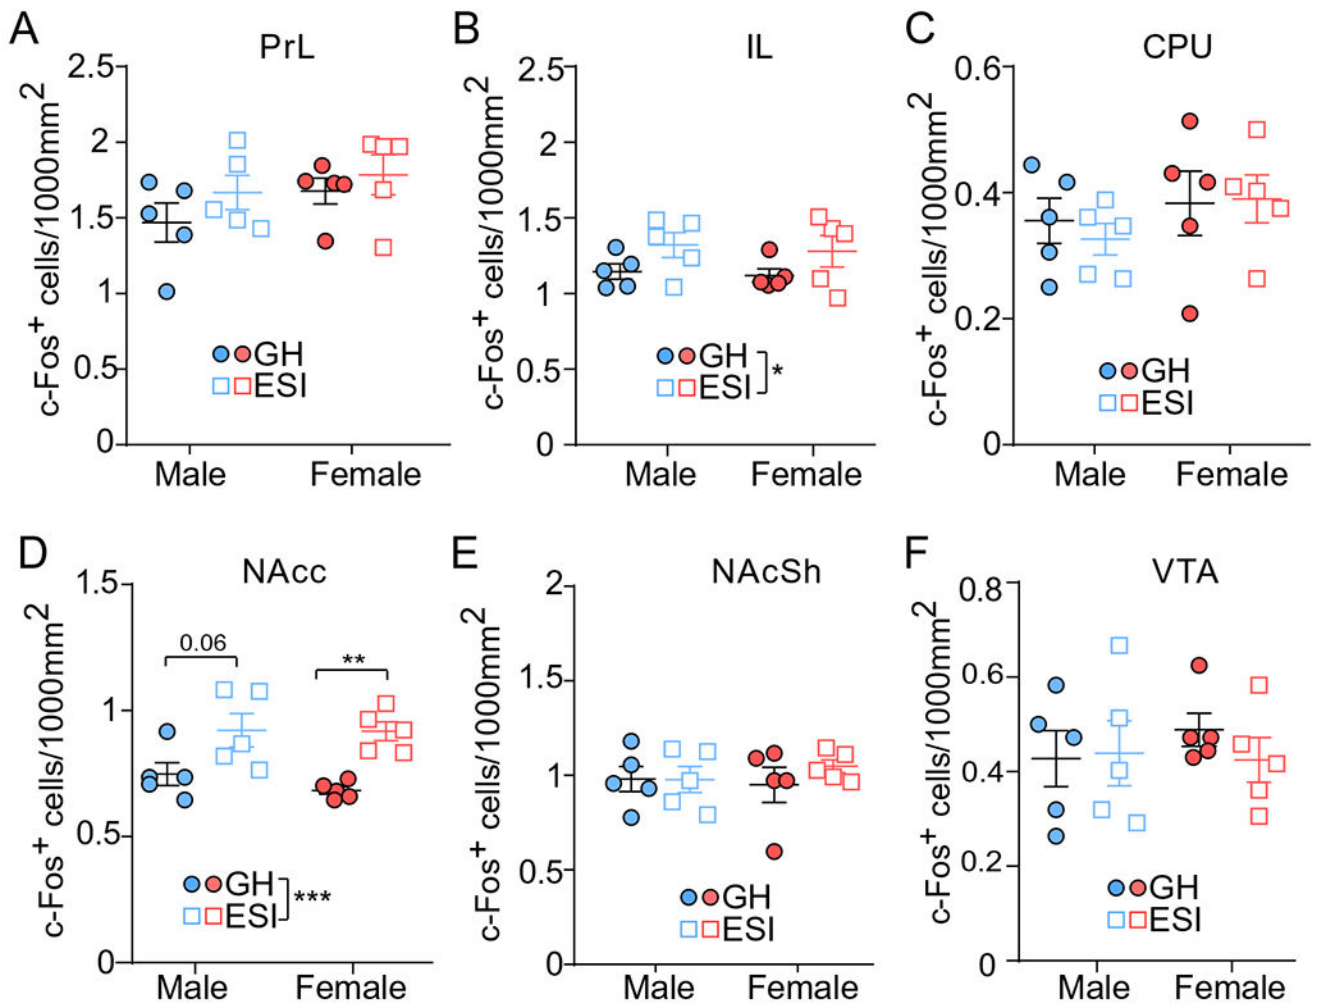 A
PrL
c-Fos⁺ cells/1000mm²
2.5
2
1.5
1
0.5
0
GH
ESI
Male
Female
B
IL
c-Fos⁺ cells/1000mm²
2.5
2
1.5
1
0.5
0
GH
ESI
*
Male
Female
C
CPU
c-Fos⁺ cells/1000mm²
0.6
0.4
0.2
0
GH
ESI
Male
Female
D
NAcc
c-Fos⁺ cells/1000mm²
1.5
1
0.5
0
0.06
**
GH
ESI
***
Male
Female
E
NAcSh
c-Fos⁺ cells/1000mm²
2
1.5
1
0.5
0
GH
ESI
Male
Female
F
VTA
c-Fos⁺ cells/1000mm²
0.8
0.6
0.4
0.2
0
GH
ESI
Male
Female